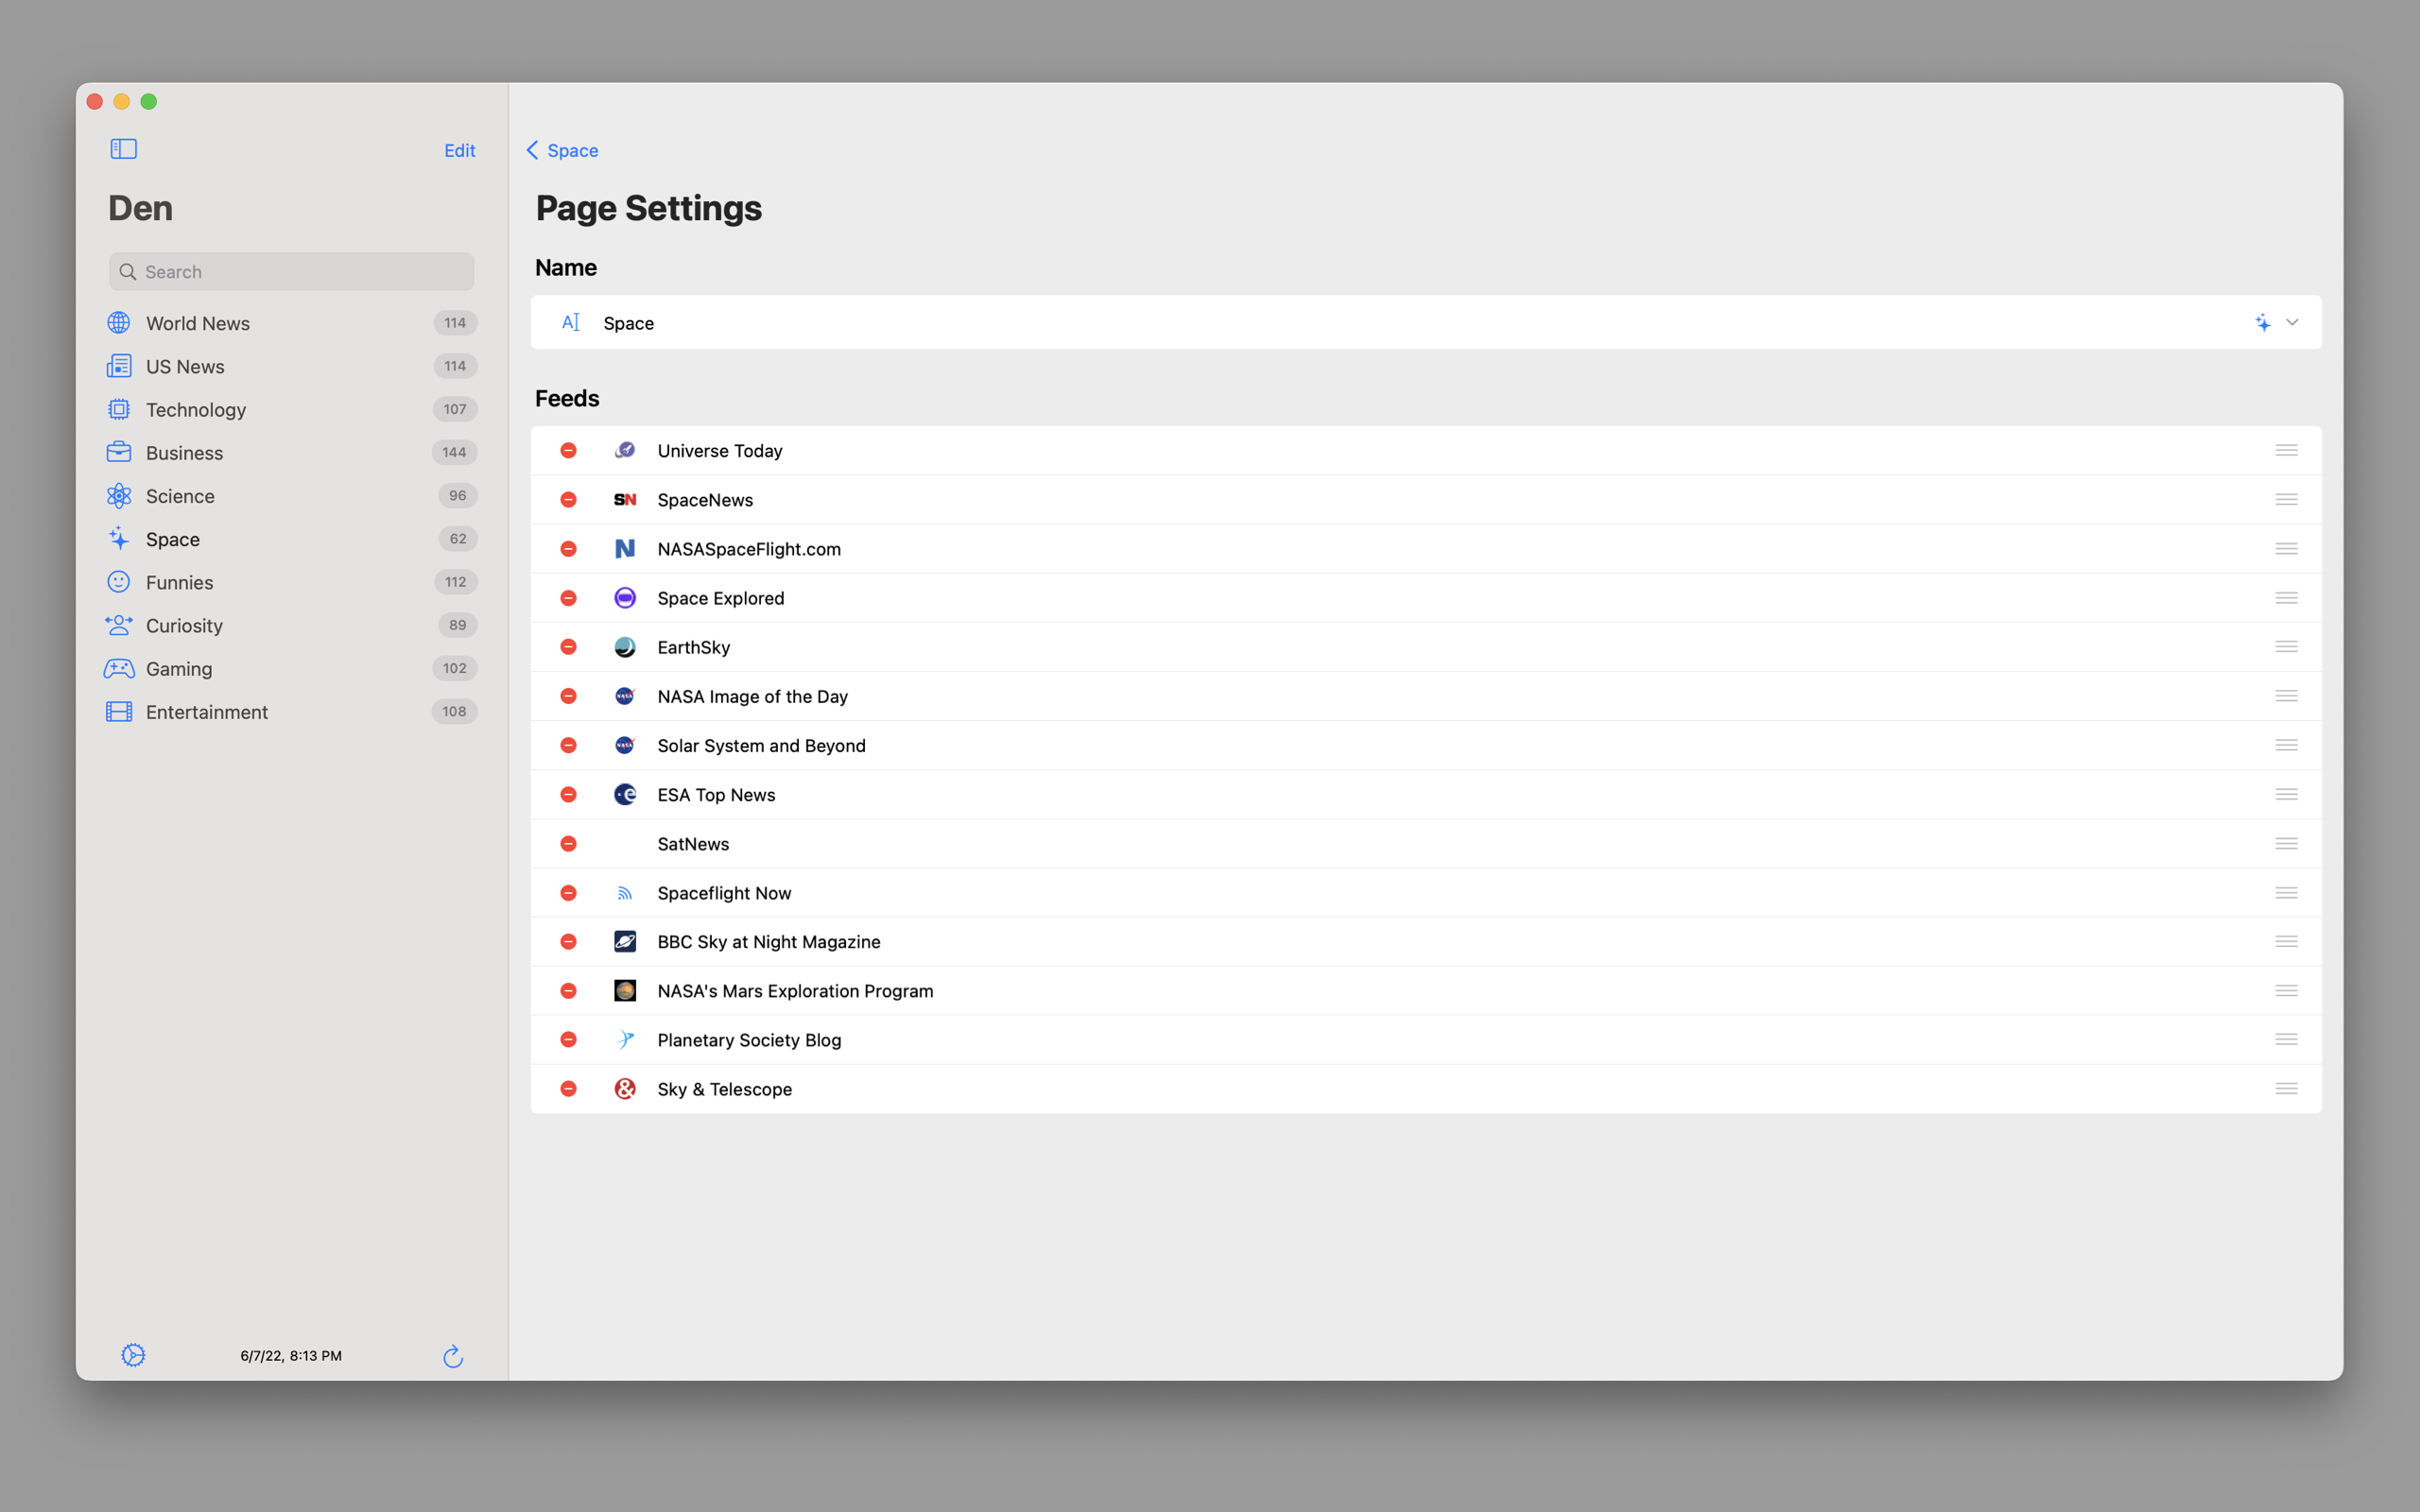 Edit
Den
Search
World News 114
US News 114
Technology 107
Business 144
Science 96
Space 62
Funnies 112
Curiosity 89
Gaming 102
Entertainment 108
6/7/22, 8:13 PM
Space
Page Settings
Name
A Space
Feeds
Universe Today
SN SpaceNews
N NASASpaceFlight.com
Space Explored
EarthSky
NASA NASA Image of the Day
NASA Solar System and Beyond
e ESA Top News
SatNews
Spaceflight Now
BBC Sky at Night Magazine
NASA's Mars Exploration Program
Planetary Society Blog
& Sky & Telescope